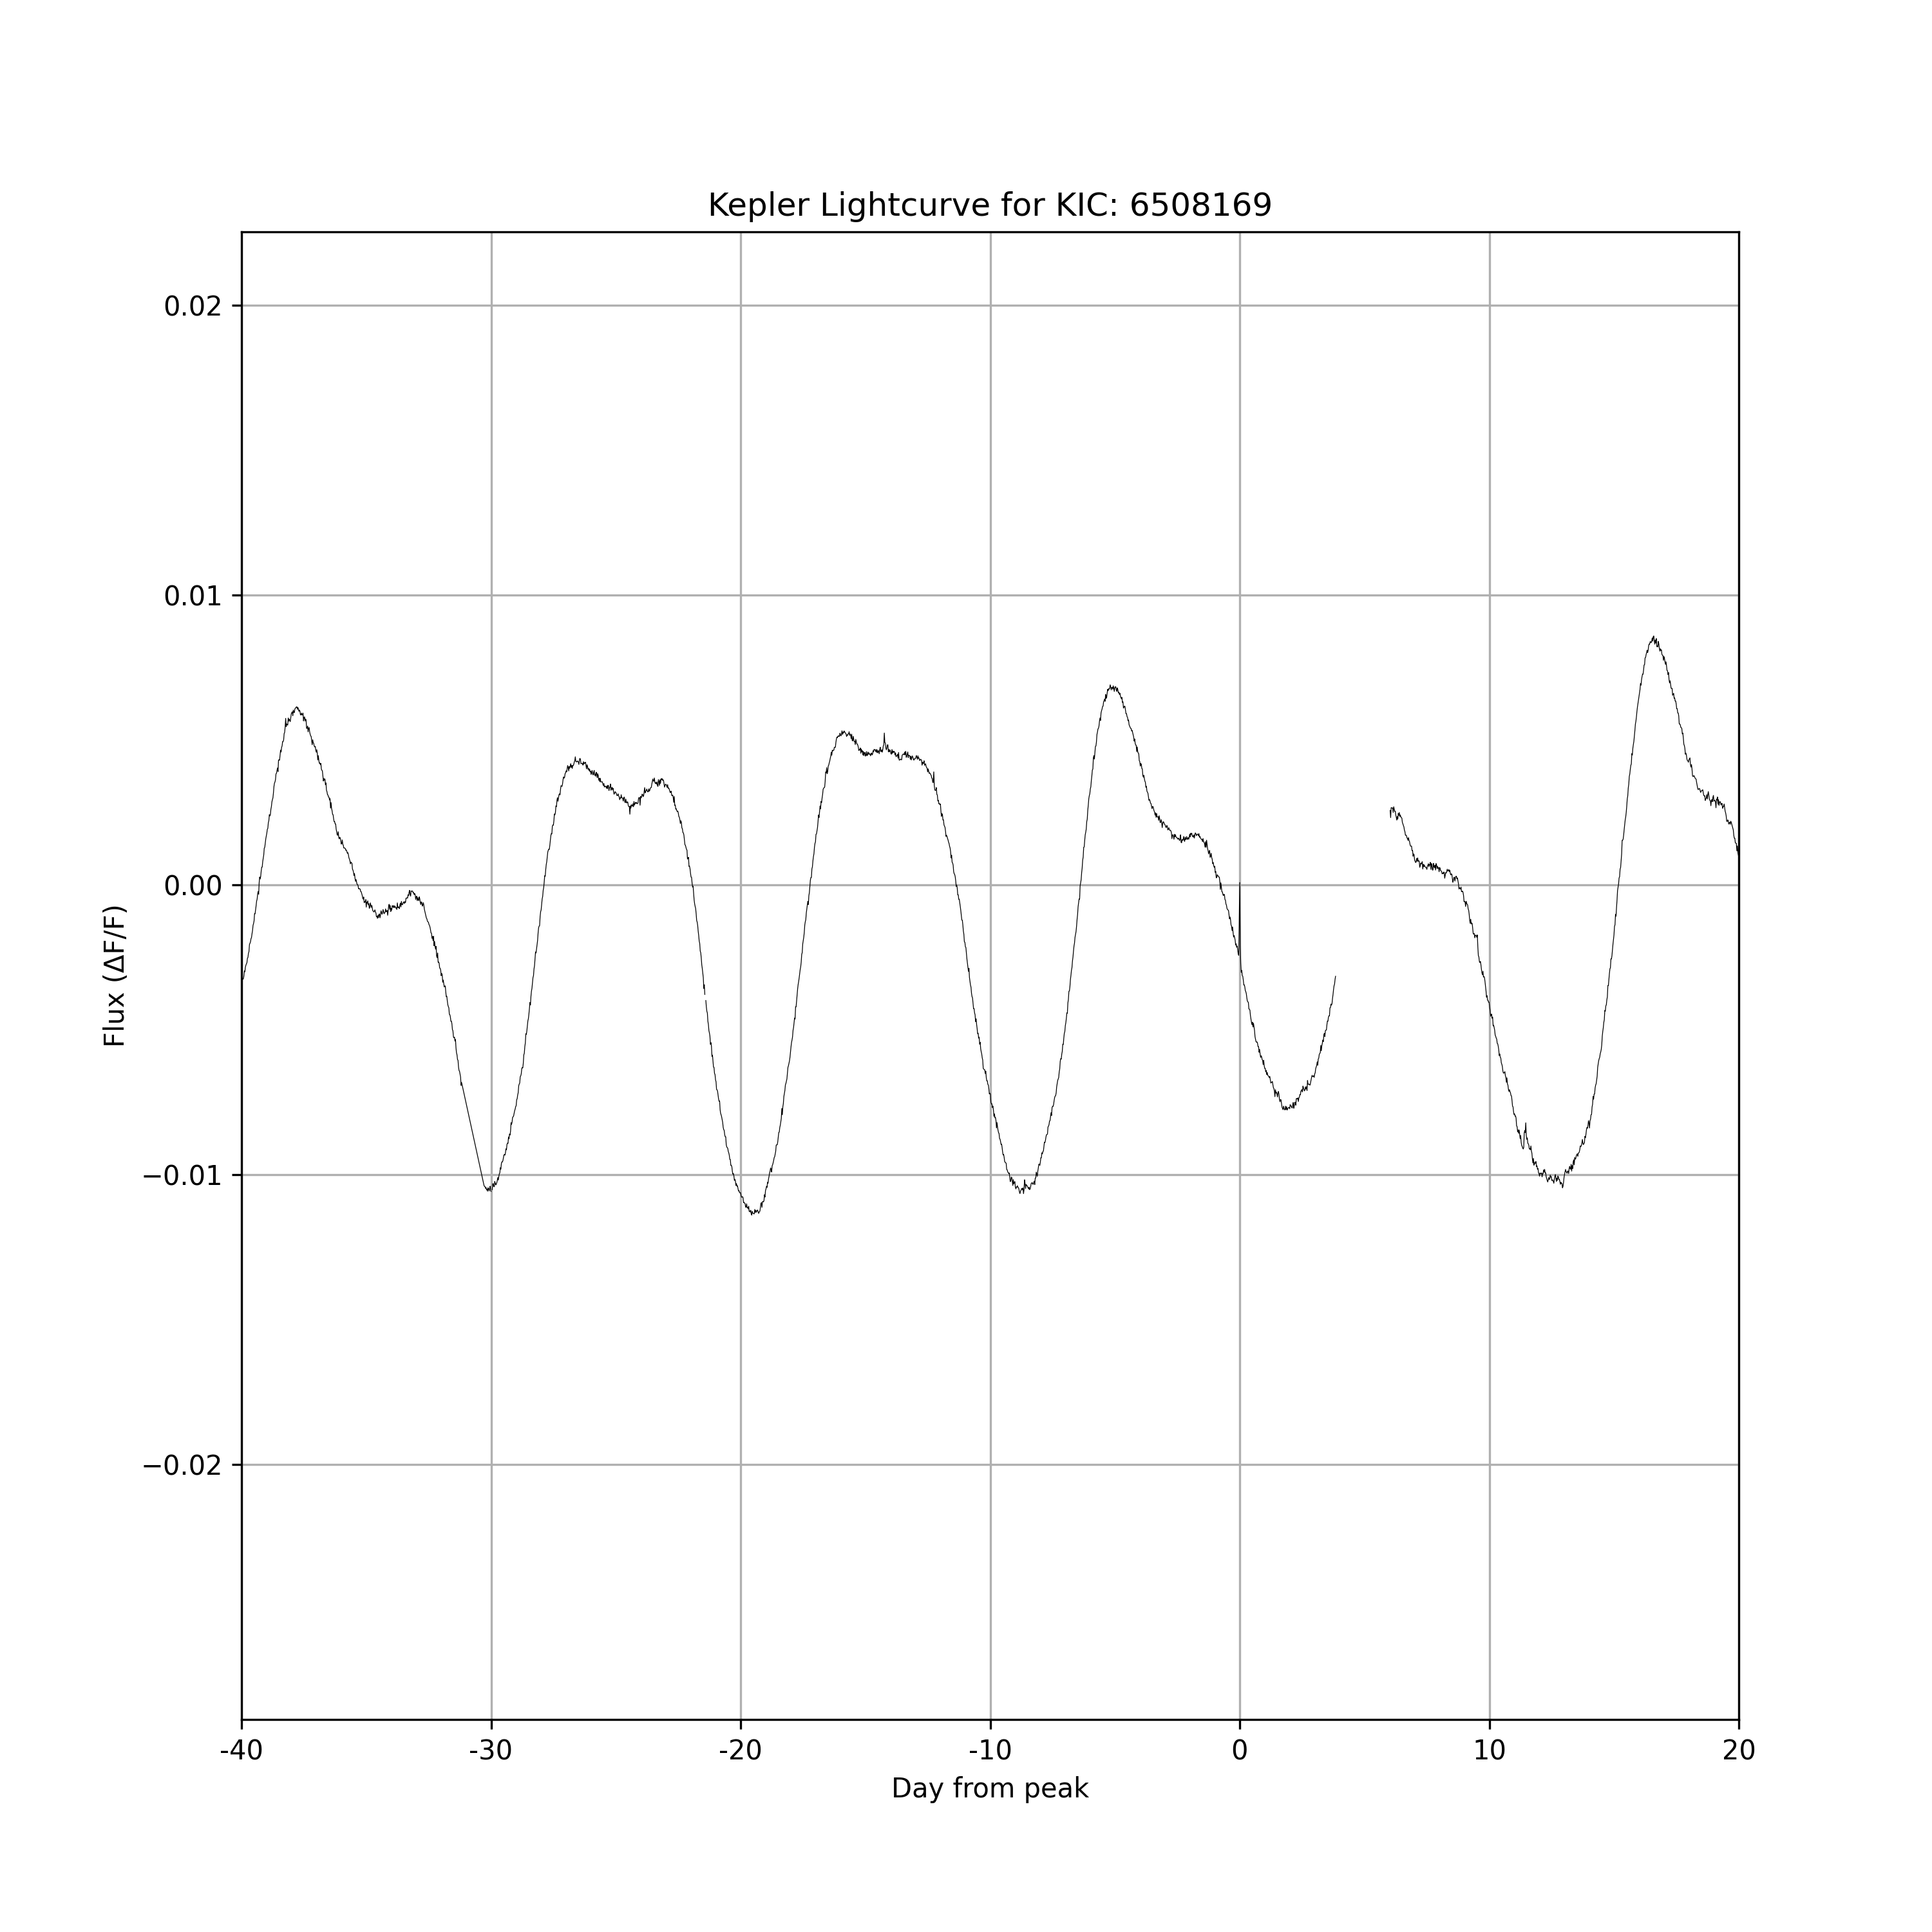 Kepler Lightcurve for KIC: 6508169
0.02
0.01
0.00
−0.01
−0.02
Flux (ΔF/F)
-40 -30 -20 -10 0 10 20
Day from peak